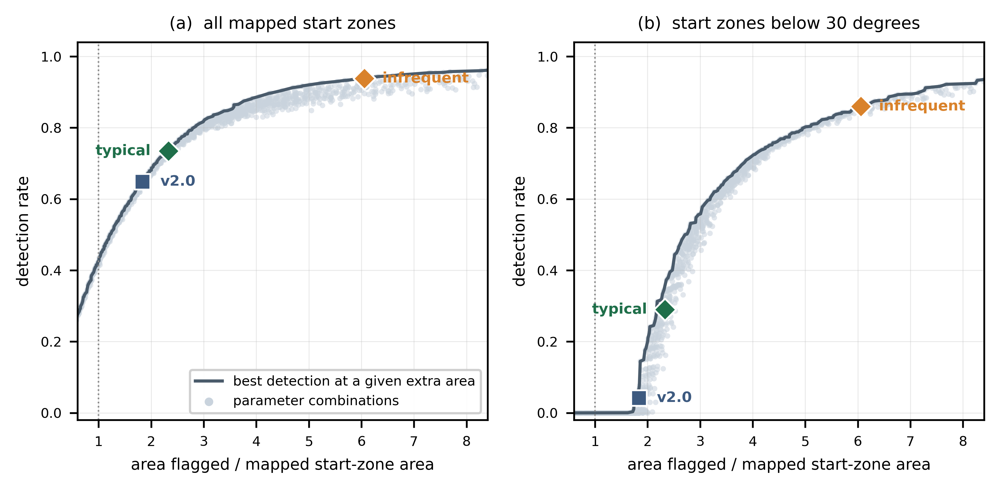 (a)  all mapped start zones
detection rate
1.0
0.8
0.6
0.4
0.2
0.0
infrequent
typical
v2.0
best detection at a given extra area
parameter combinations
1 2 3 4 5 6 7 8
area flagged / mapped start-zone area
(b)  start zones below 30 degrees
detection rate
1.0
0.8
0.6
0.4
0.2
0.0
infrequent
typical
v2.0
1 2 3 4 5 6 7 8
area flagged / mapped start-zone area